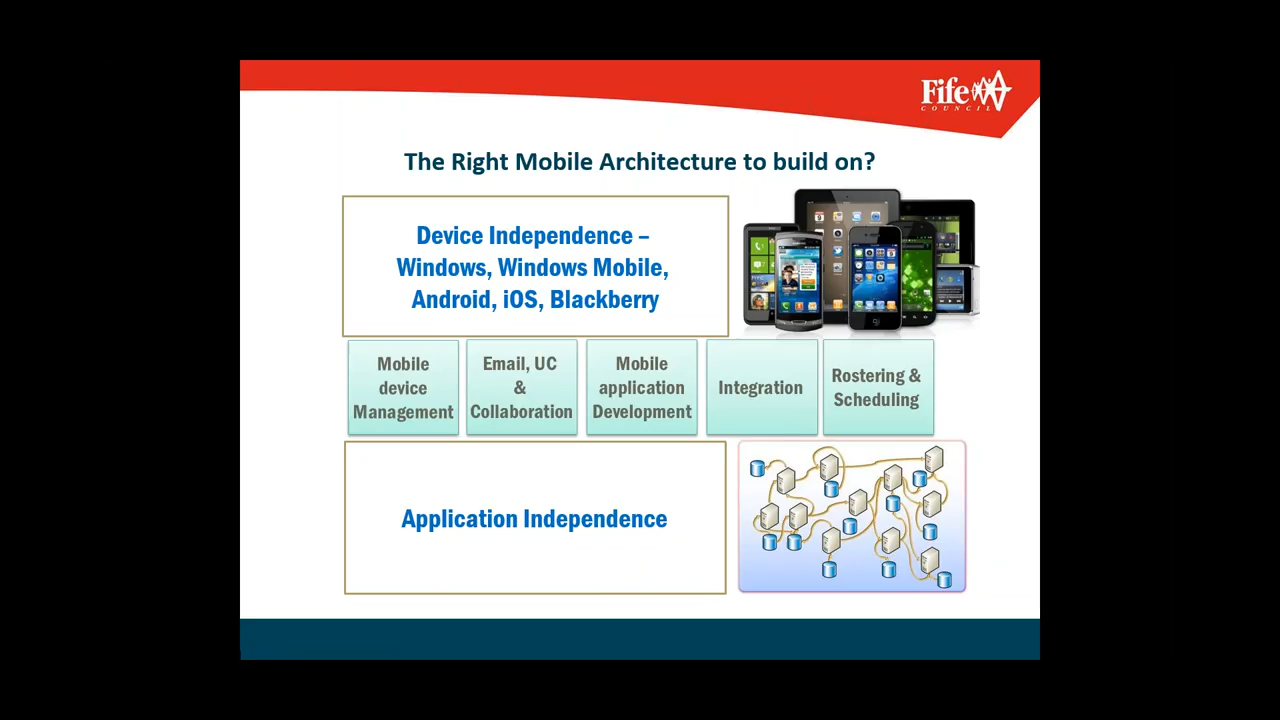 Fife
COUNCIL
The Right Mobile Architecture to build on?
Device Independence –
Windows, Windows Mobile,
Android, iOS, Blackberry
Mobile
device
Management
Email, UC
&
Collaboration
Mobile
application
Development
Integration
Rostering &
Scheduling
Application Independence